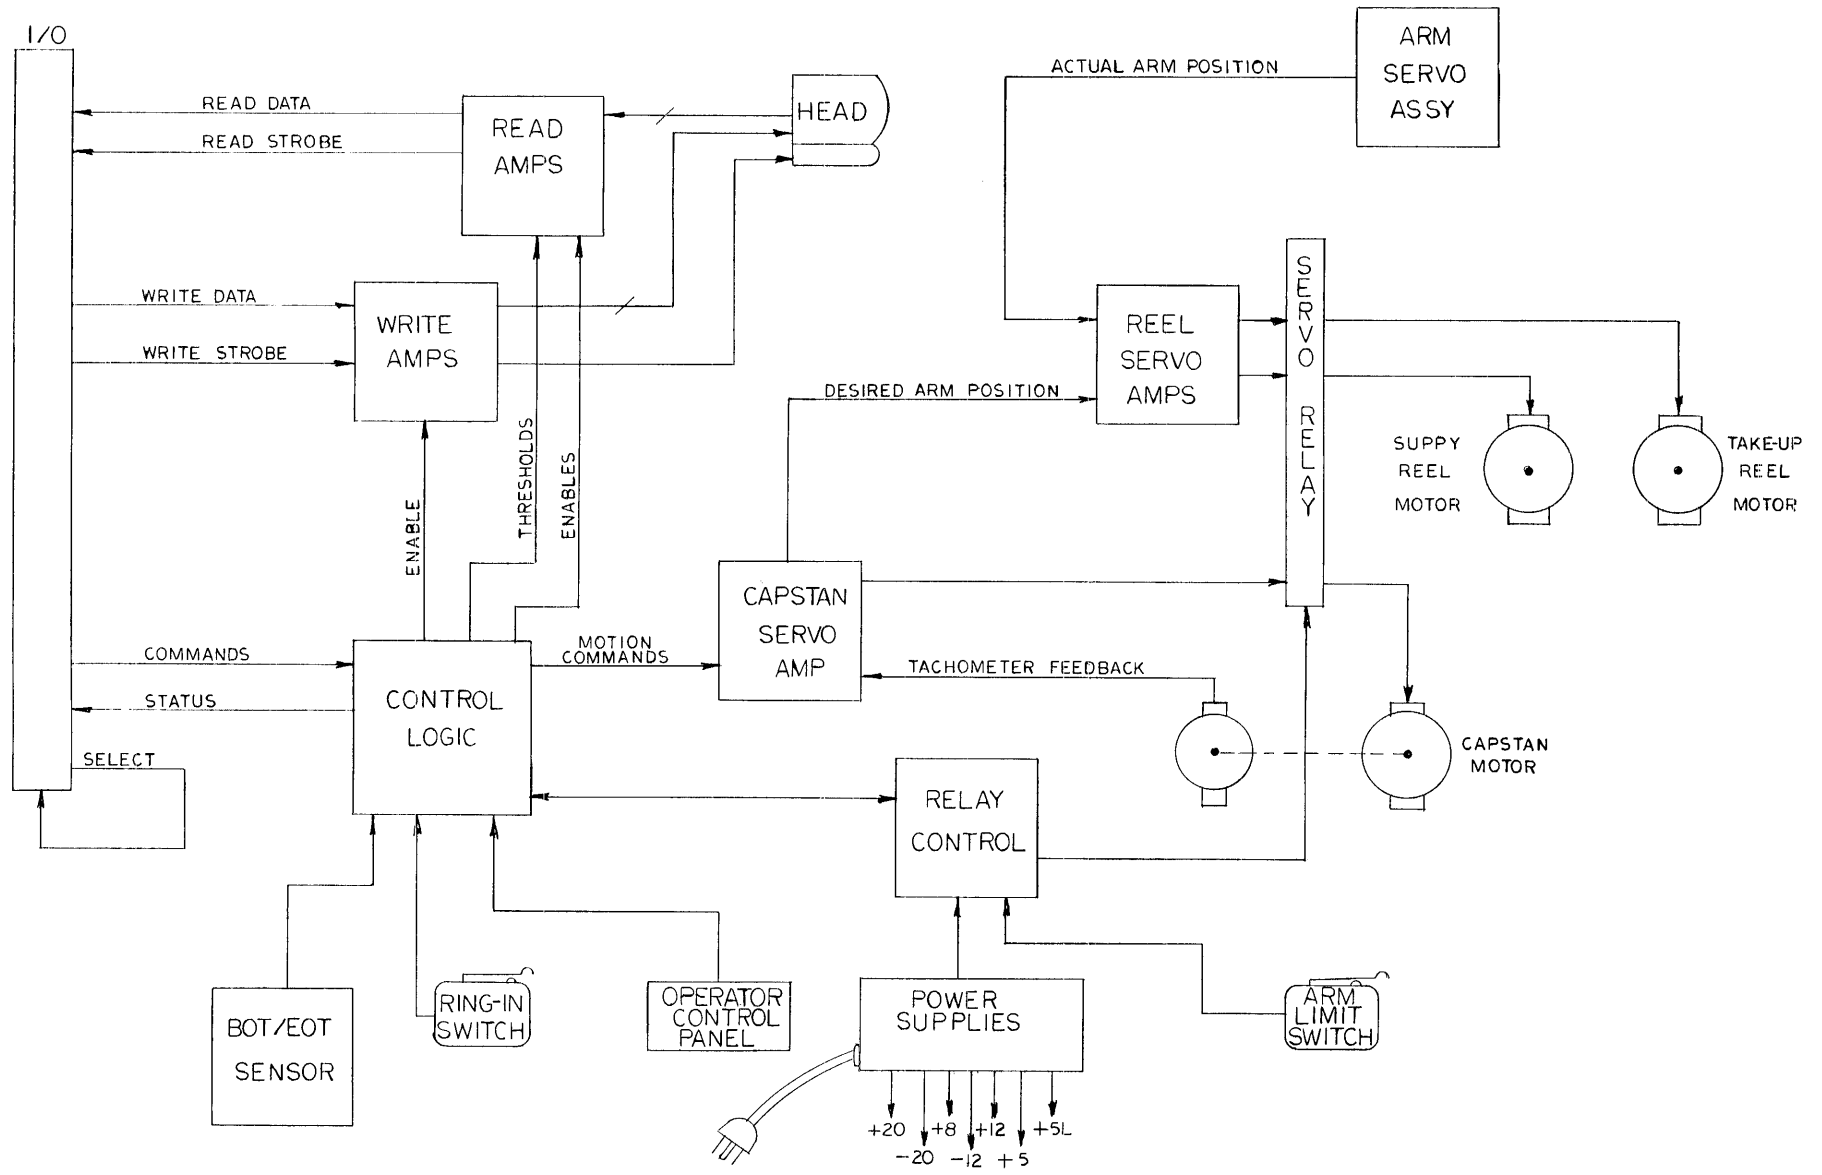 I/O
READ DATA
READ STROBE
READ
AMPS
HEAD
ACTUAL ARM POSITION
ARM
SERVO
ASSY
WRITE DATA
WRITE STROBE
WRITE
AMPS
ENABLE
THRESHOLDS
ENABLES
DESIRED ARM POSITION
REEL
SERVO
AMPS
SERVO RELAY
SUPPY
REEL
MOTOR
TAKE-UP
REEL
MOTOR
COMMANDS
STATUS
SELECT
CONTROL
LOGIC
MOTION
COMMANDS
CAPSTAN
SERVO
AMP
TACHOMETER FEEDBACK
CAPSTAN
MOTOR
RELAY
CONTROL
BOT/EOT
SENSOR
RING-IN
SWITCH
OPERATOR
CONTROL
PANEL
POWER
SUPPLIES
ARM
LIMIT
SWITCH
+20
+8
+12
+5L
-20
-12
+5